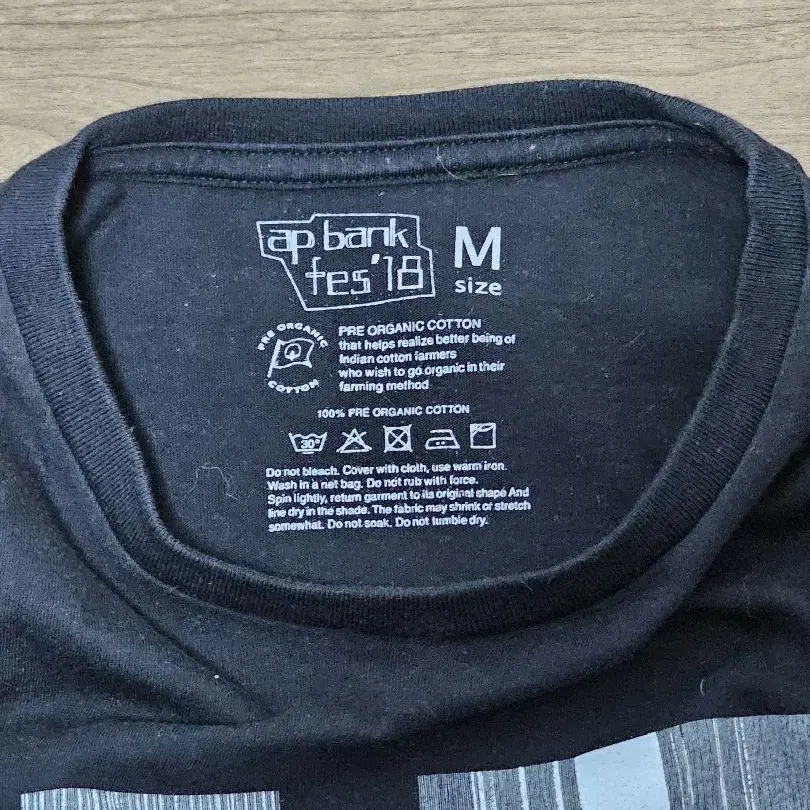 ap bank
fes'18
M
size
PRE ORGANIC
COTTON
PRE ORGANIC COTTON
that helps realize better being of
Indian cotton farmers
who wish to go organic in their
farming method
100% PRE ORGANIC COTTON
30°
Do not bleach. Cover with cloth, use warm iron.
Wash in a net bag. Do not rub with force.
Spin lightly, return garment to its original shape And
line dry in the shade. The fabric may shrink or stretch
somewhat. Do not soak. Do not tumble dry.